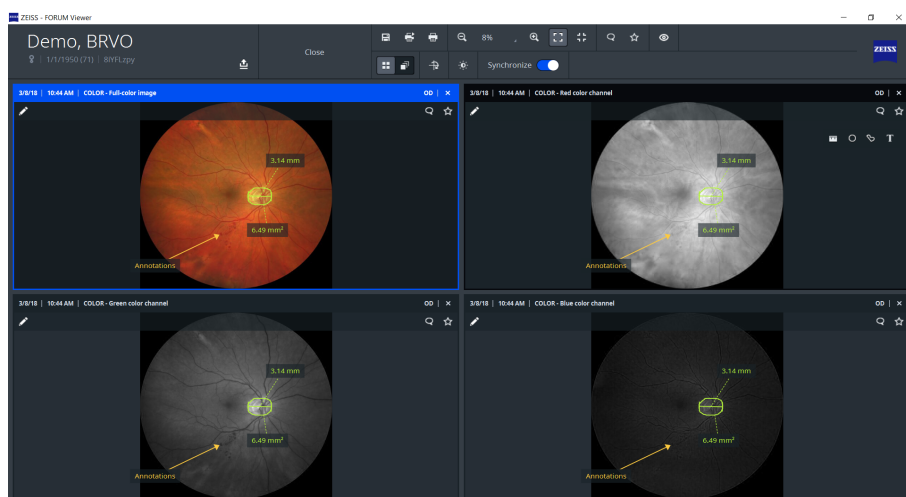 ZEISS - FORUM Viewer
Demo, BRVO
1/1/1950 (71) | 8IYFLzpy
Close
8%
Synchronize
ZEISS
3/8/18 | 10:44 AM | COLOR - Full-color image OD
3,14 mm
6.49 mm²
Annotations
3/8/18 | 10:44 AM | COLOR - Red color channel OD
T
3,14 mm
6.49 mm²
Annotations
3/8/18 | 10:44 AM | COLOR - Green color channel OD
3,14 mm
6.49 mm²
Annotations
3/8/18 | 10:44 AM | COLOR - Blue color channel OD
3,14 mm
6.49 mm²
Annotations